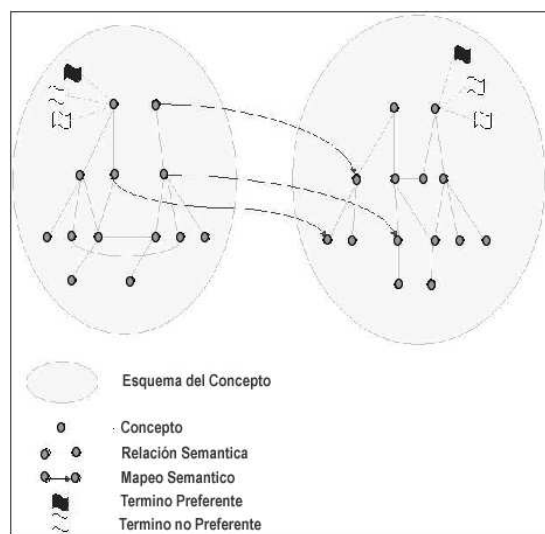 Esquema del Concepto
Concepto
Relación Semantica
Mapeo Semantico
Termino Preferente
Termino no Preferente